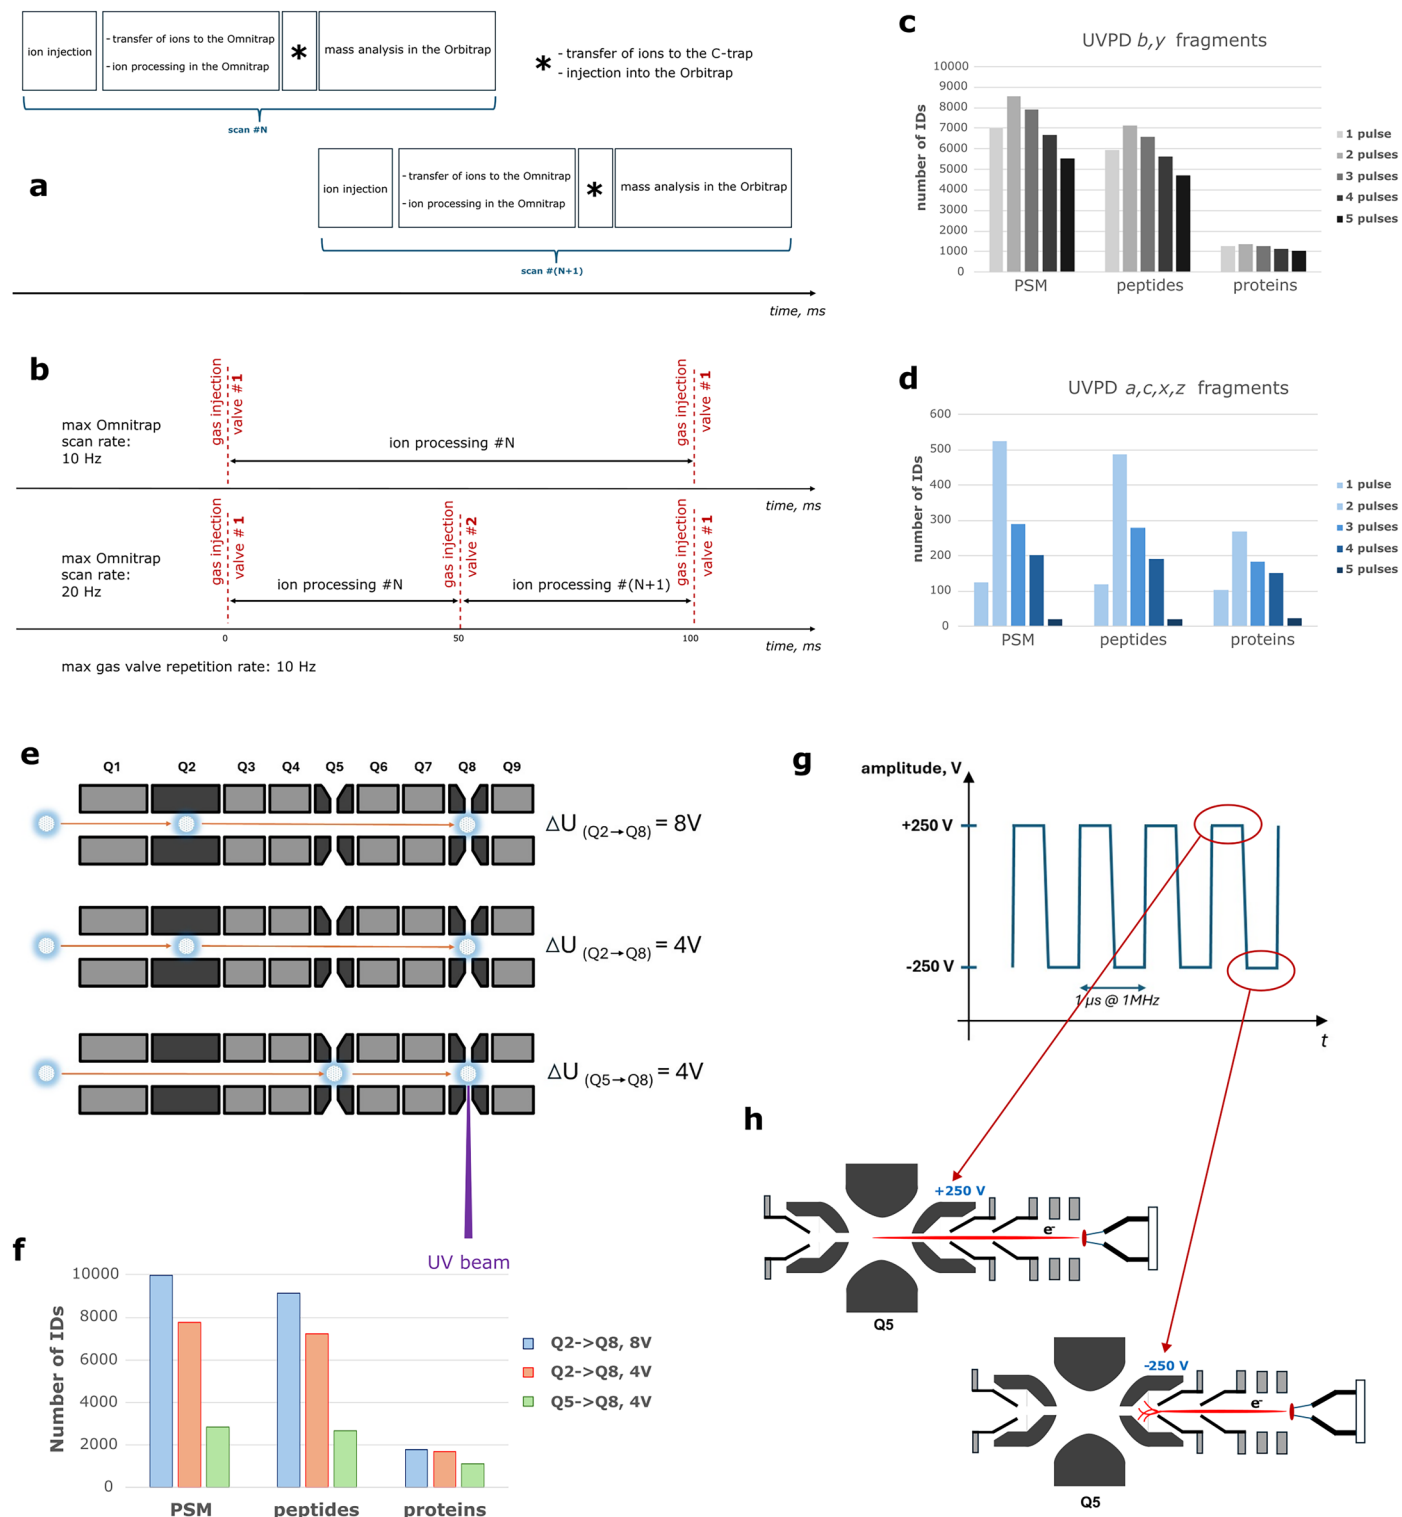 ion injection
- transfer of ions to the Omnitrap
- ion processing in the Omnitrap
*
mass analysis in the Orbitrap
scan #N
* - transfer of ions to the C-trap
- injection into the Orbitrap
a
ion injection
- transfer of ions to the Omnitrap
- ion processing in the Omnitrap
*
mass analysis in the Orbitrap
scan #(N+1)
time, ms
b
max Omnitrap
scan rate:
10 Hz
gas injection
valve #1
ion processing #N
gas injection
valve #1
time, ms
max Omnitrap
scan rate:
20 Hz
gas injection
valve #1
ion processing #N
gas injection
valve #2
ion processing #(N+1)
gas injection
valve #1
0
50
100
time, ms
max gas valve repetition rate: 10 Hz
c
UVPD b,y fragments
number of IDs
10000
9000
8000
7000
6000
5000
4000
3000
2000
1000
0
PSM
peptides
proteins
1 pulse
2 pulses
3 pulses
4 pulses
5 pulses
d
UVPD a,c,x,z fragments
number of IDs
600
500
400
300
200
100
0
PSM
peptides
proteins
1 pulse
2 pulses
3 pulses
4 pulses
5 pulses
e
Q1 Q2 Q3 Q4 Q5 Q6 Q7 Q8 Q9
ΔU (Q2→Q8) = 8V
ΔU (Q2→Q8) = 4V
ΔU (Q5→Q8) = 4V
UV beam
f
Number of IDs
10000
8000
6000
4000
2000
0
PSM
peptides
proteins
Q2->Q8, 8V
Q2->Q8, 4V
Q5->Q8, 4V
g
amplitude, V
+250 V
-250 V
1 µs @ 1MHz
t
h
+250 V
e-
Q5
-250 V
e-
Q5